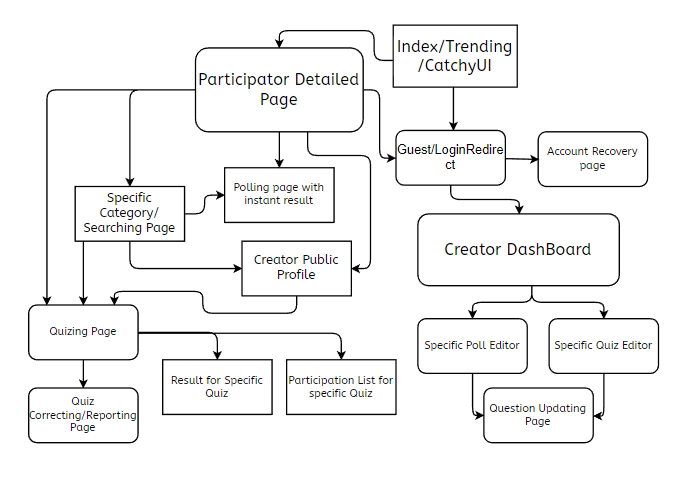 Index/Trending
/CatchyUI
Participator Detailed
Page
Guest/LoginRedire
ct
Account Recovery
page
Polling page with
instant result
Specific
Category/
Searching Page
Creator DashBoard
Creator Public
Profile
Quizing Page
Specific Poll Editor
Specific Quiz Editor
Result for Specific
Quiz
Participation List for
specific Quiz
Quiz
Correcting/Reporting
Page
Question Updating
Page